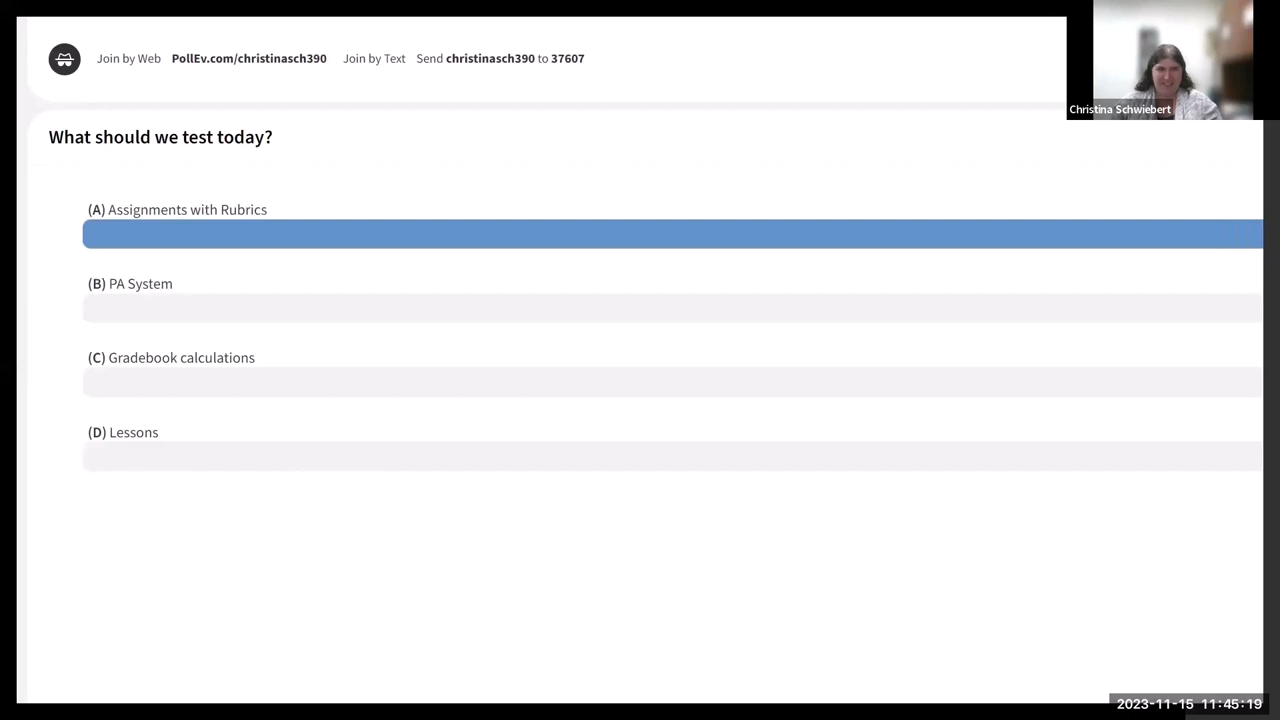 Join by Web PollEv.com/christinasch390 Join by Text Send christinasch390 to 37607
Christina Schwiebert
What should we test today?
(A) Assignments with Rubrics
(B) PA System
(C) Gradebook calculations
(D) Lessons
2023-11-15 11:45:19